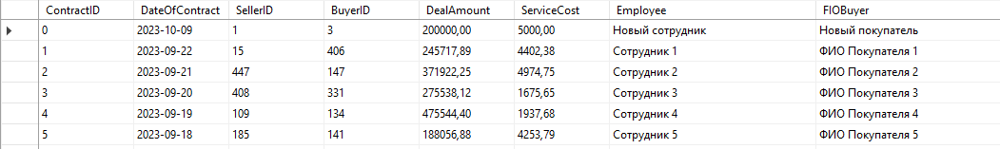 ContractID DateOfContract SellerID BuyerID DealAmount ServiceCost Employee FIOBuyer
0 2023-10-09 1 3 200000,00 5000,00 Новый сотрудник Новый покупатель
1 2023-09-22 15 406 245717,89 4402,38 Сотрудник 1 ФИО Покупателя 1
2 2023-09-21 447 147 371922,25 4974,75 Сотрудник 2 ФИО Покупателя 2
3 2023-09-20 408 331 275538,12 1675,65 Сотрудник 3 ФИО Покупателя 3
4 2023-09-19 109 134 475544,40 1937,68 Сотрудник 4 ФИО Покупателя 4
5 2023-09-18 185 141 188056,88 4253,79 Сотрудник 5 ФИО Покупателя 5